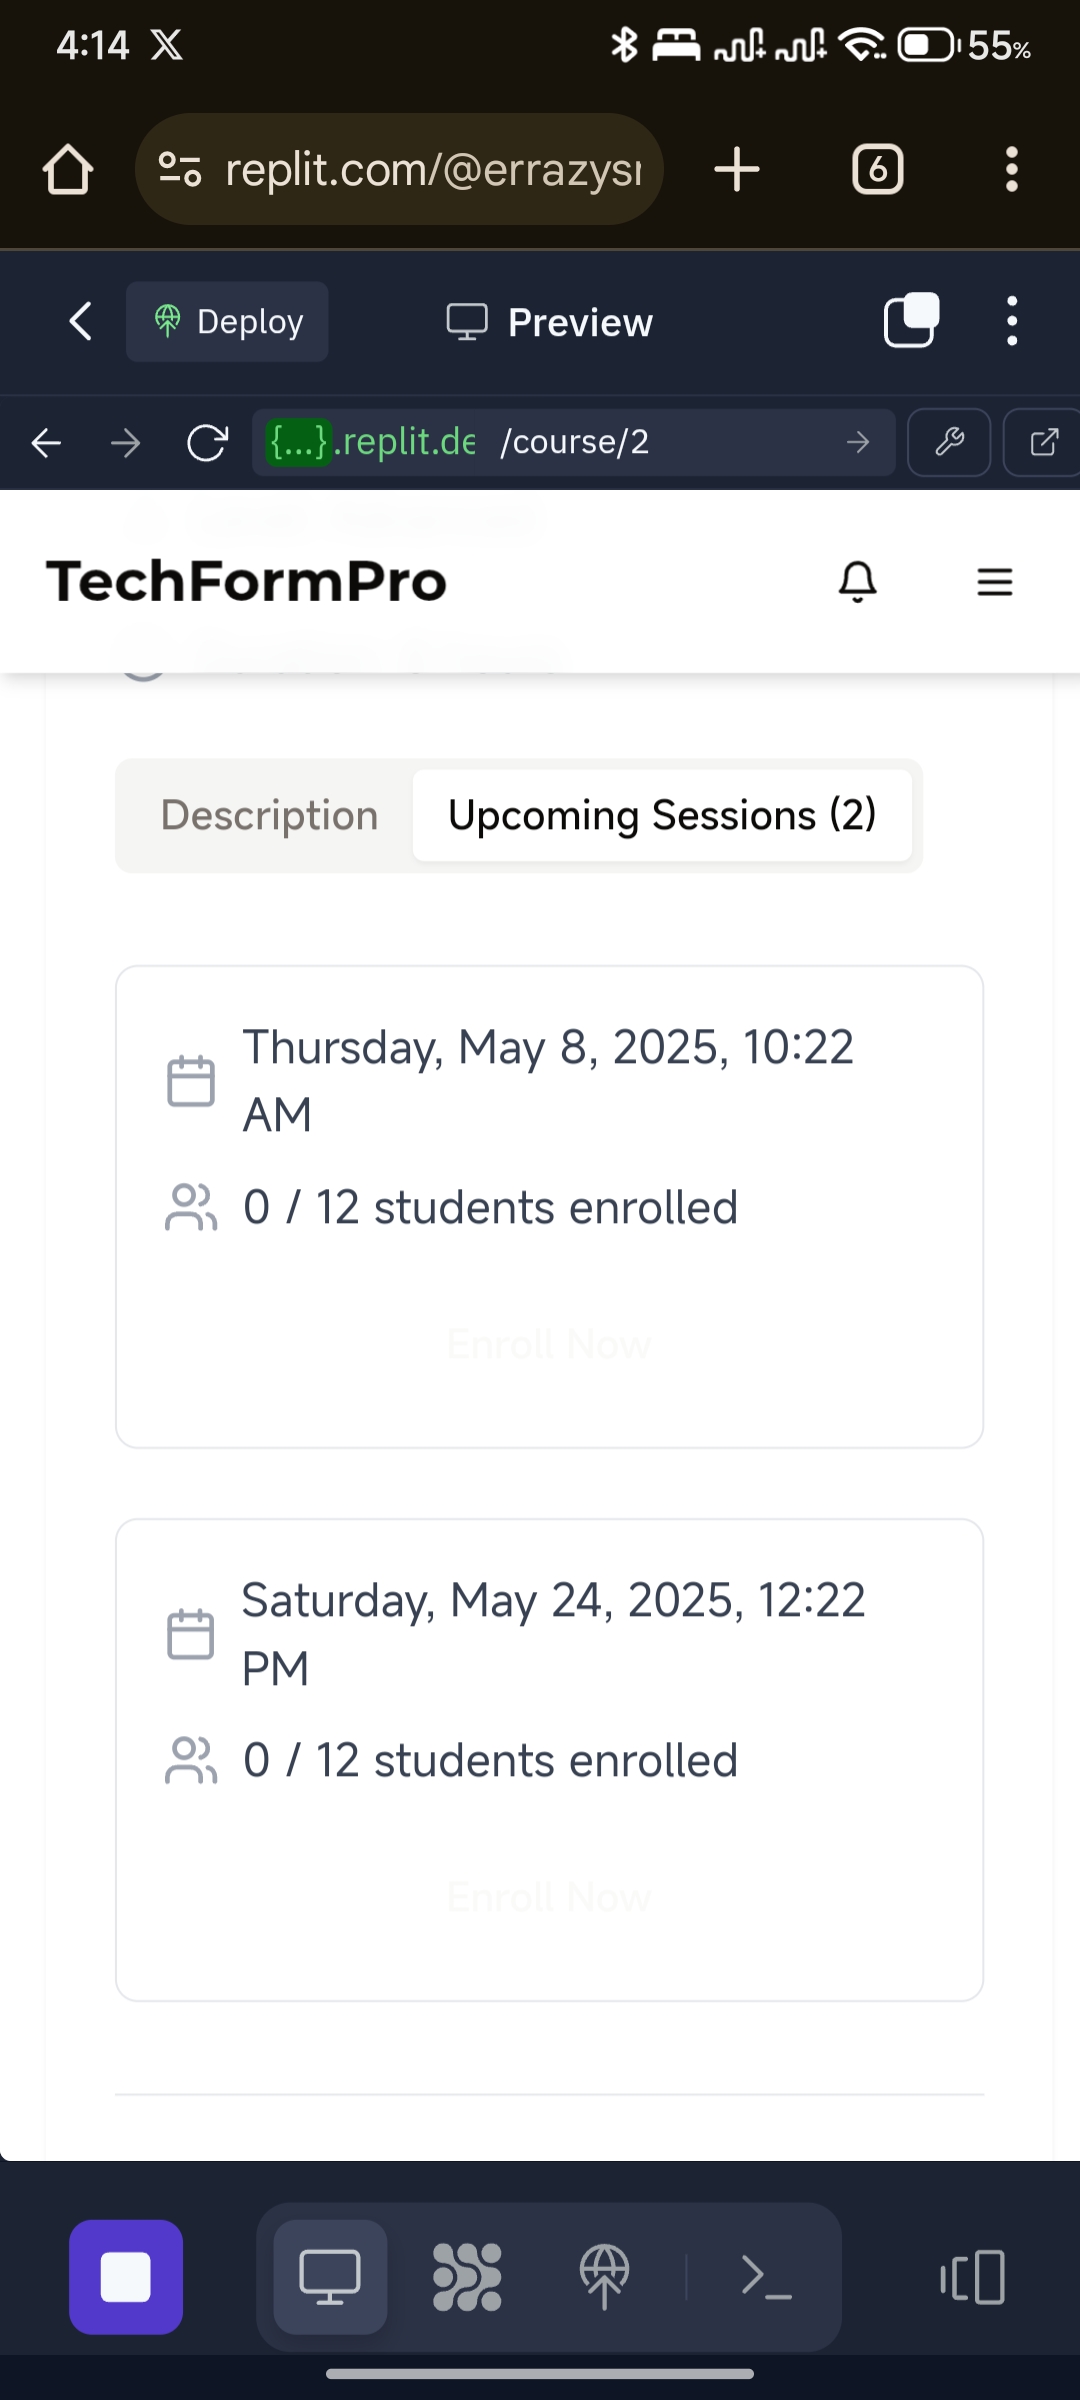 4:14
55%
replit.com/@errazysr
6
Deploy
Preview
{...}.replit.de /course/2
TechFormPro
Description
Upcoming Sessions (2)
Thursday, May 8, 2025, 10:22
AM
0 / 12 students enrolled
Enroll Now
Saturday, May 24, 2025, 12:22
PM
0 / 12 students enrolled
Enroll Now